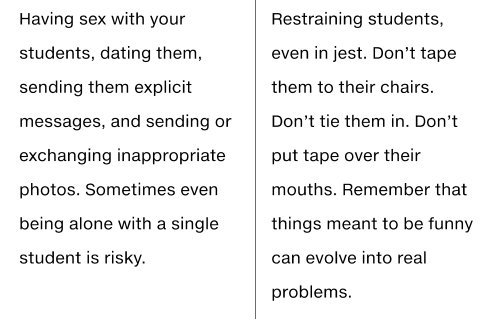 Having sex with your
students, dating them,
sending them explicit
messages, and sending or
exchanging inappropriate
photos. Sometimes even
being alone with a single
student is risky.
Restraining students,
even in jest. Don’t tape
them to their chairs.
Don’t tie them in. Don’t
put tape over their
mouths. Remember that
things meant to be funny
can evolve into real
problems.